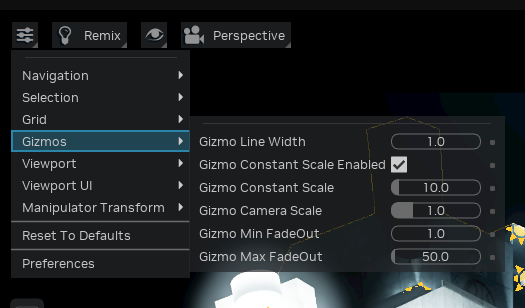 Remix
Perspective
Navigation
Selection
Grid
Gizmos
Viewport
Viewport UI
Manipulator Transform
Reset To Defaults
Preferences
Gizmo Line Width 1.0
Gizmo Constant Scale Enabled
Gizmo Constant Scale 10.0
Gizmo Camera Scale 1.0
Gizmo Min FadeOut 1.0
Gizmo Max FadeOut 50.0